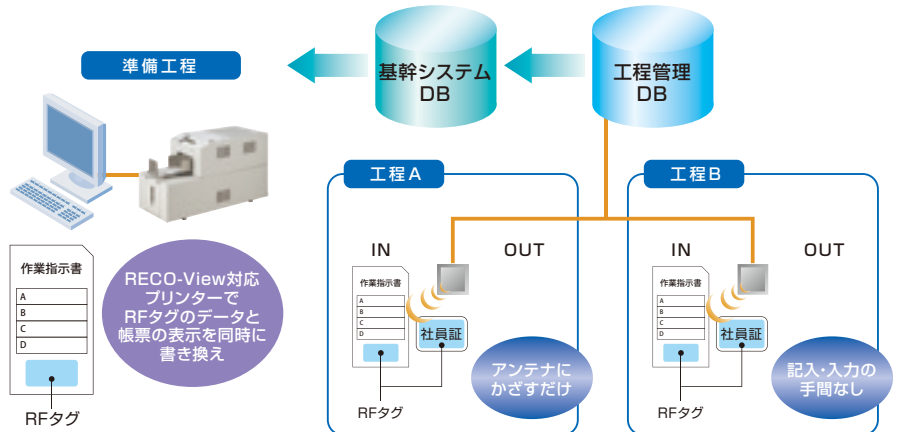 準備工程
基幹システム
DB
工程管理
DB
作業指示書
A
B
C
D
RFタグ
RECO-View対応
プリンターで
RFタグのデータと
帳票の表示を同時に
書き換え
工程A
IN
OUT
作業指示書
A
B
C
D
社員証
RFタグ
アンテナに
かざすだけ
工程B
IN
OUT
作業指示書
A
B
C
D
社員証
RFタグ
記入・入力の
手間なし